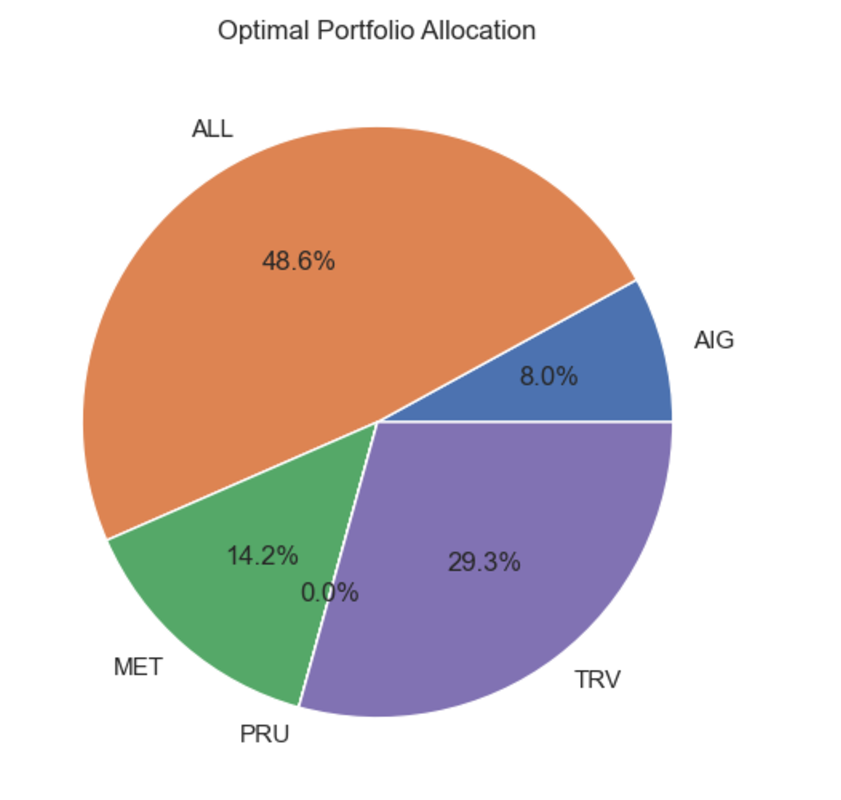 Optimal Portfolio Allocation
ALL
48.6%
AIG
8.0%
14.2%
29.3%
0.0%
MET
TRV
PRU